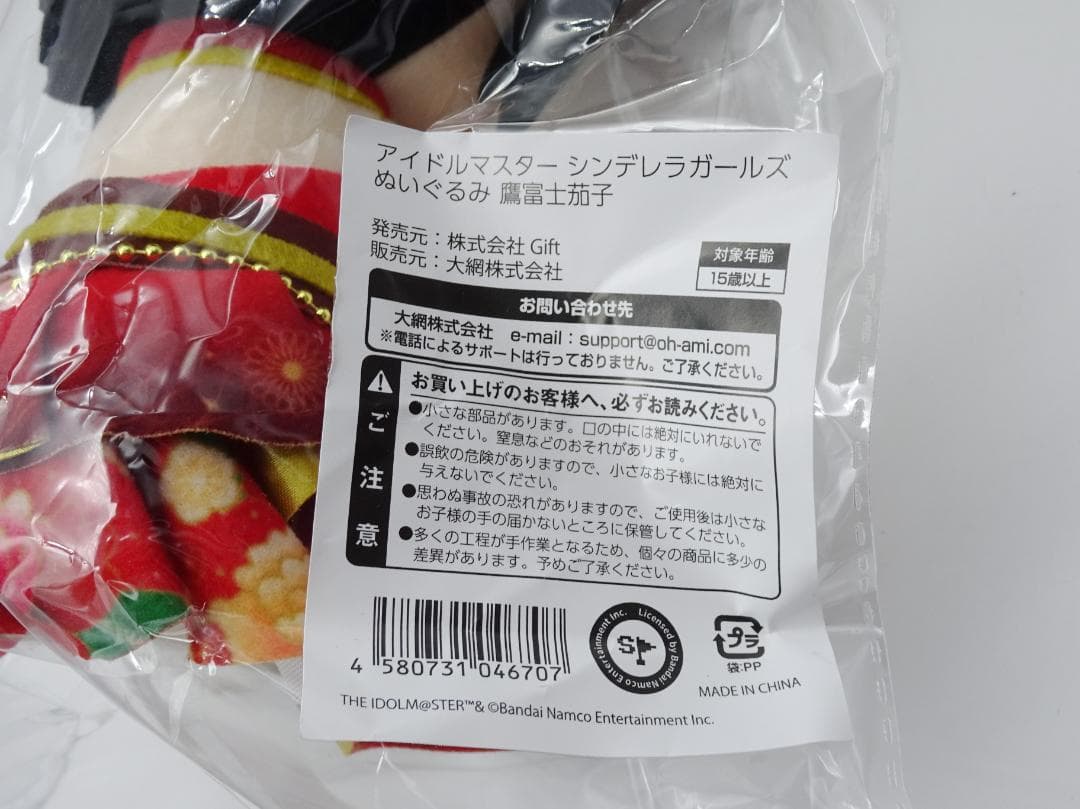 アイドルマスター シンデレラガールズ
ぬいぐるみ 鷹富士茄子
発売元：株式会社 Gift
販売元：大網株式会社
対象年齢
15歳以上
お問い合わせ先
大網株式会社 e-mail：support@oh-ami.com
※電話によるサポートは行っておりません。ご了承ください。
ご注意
お買い上げのお客様へ、必ずお読みください。
●小さな部品があります。口の中には絶対にいれないで
ください。窒息などのおそれがあります。
●誤飲の危険がありますので、小さなお子様には絶対に
与えないでください。
●思わぬ事故の恐れがありますので、ご使用後は小さな
お子様の手の届かないところに保管してください。
●多くの工程が手作業となるため、個々の商品に多少の
差異があります。予めご了承ください。
4 580731 046707
Licensed by Bandai Namco Entertainment Inc.
プラ
袋:PP
MADE IN CHINA
THE IDOLM@STER™& ©Bandai Namco Entertainment Inc.